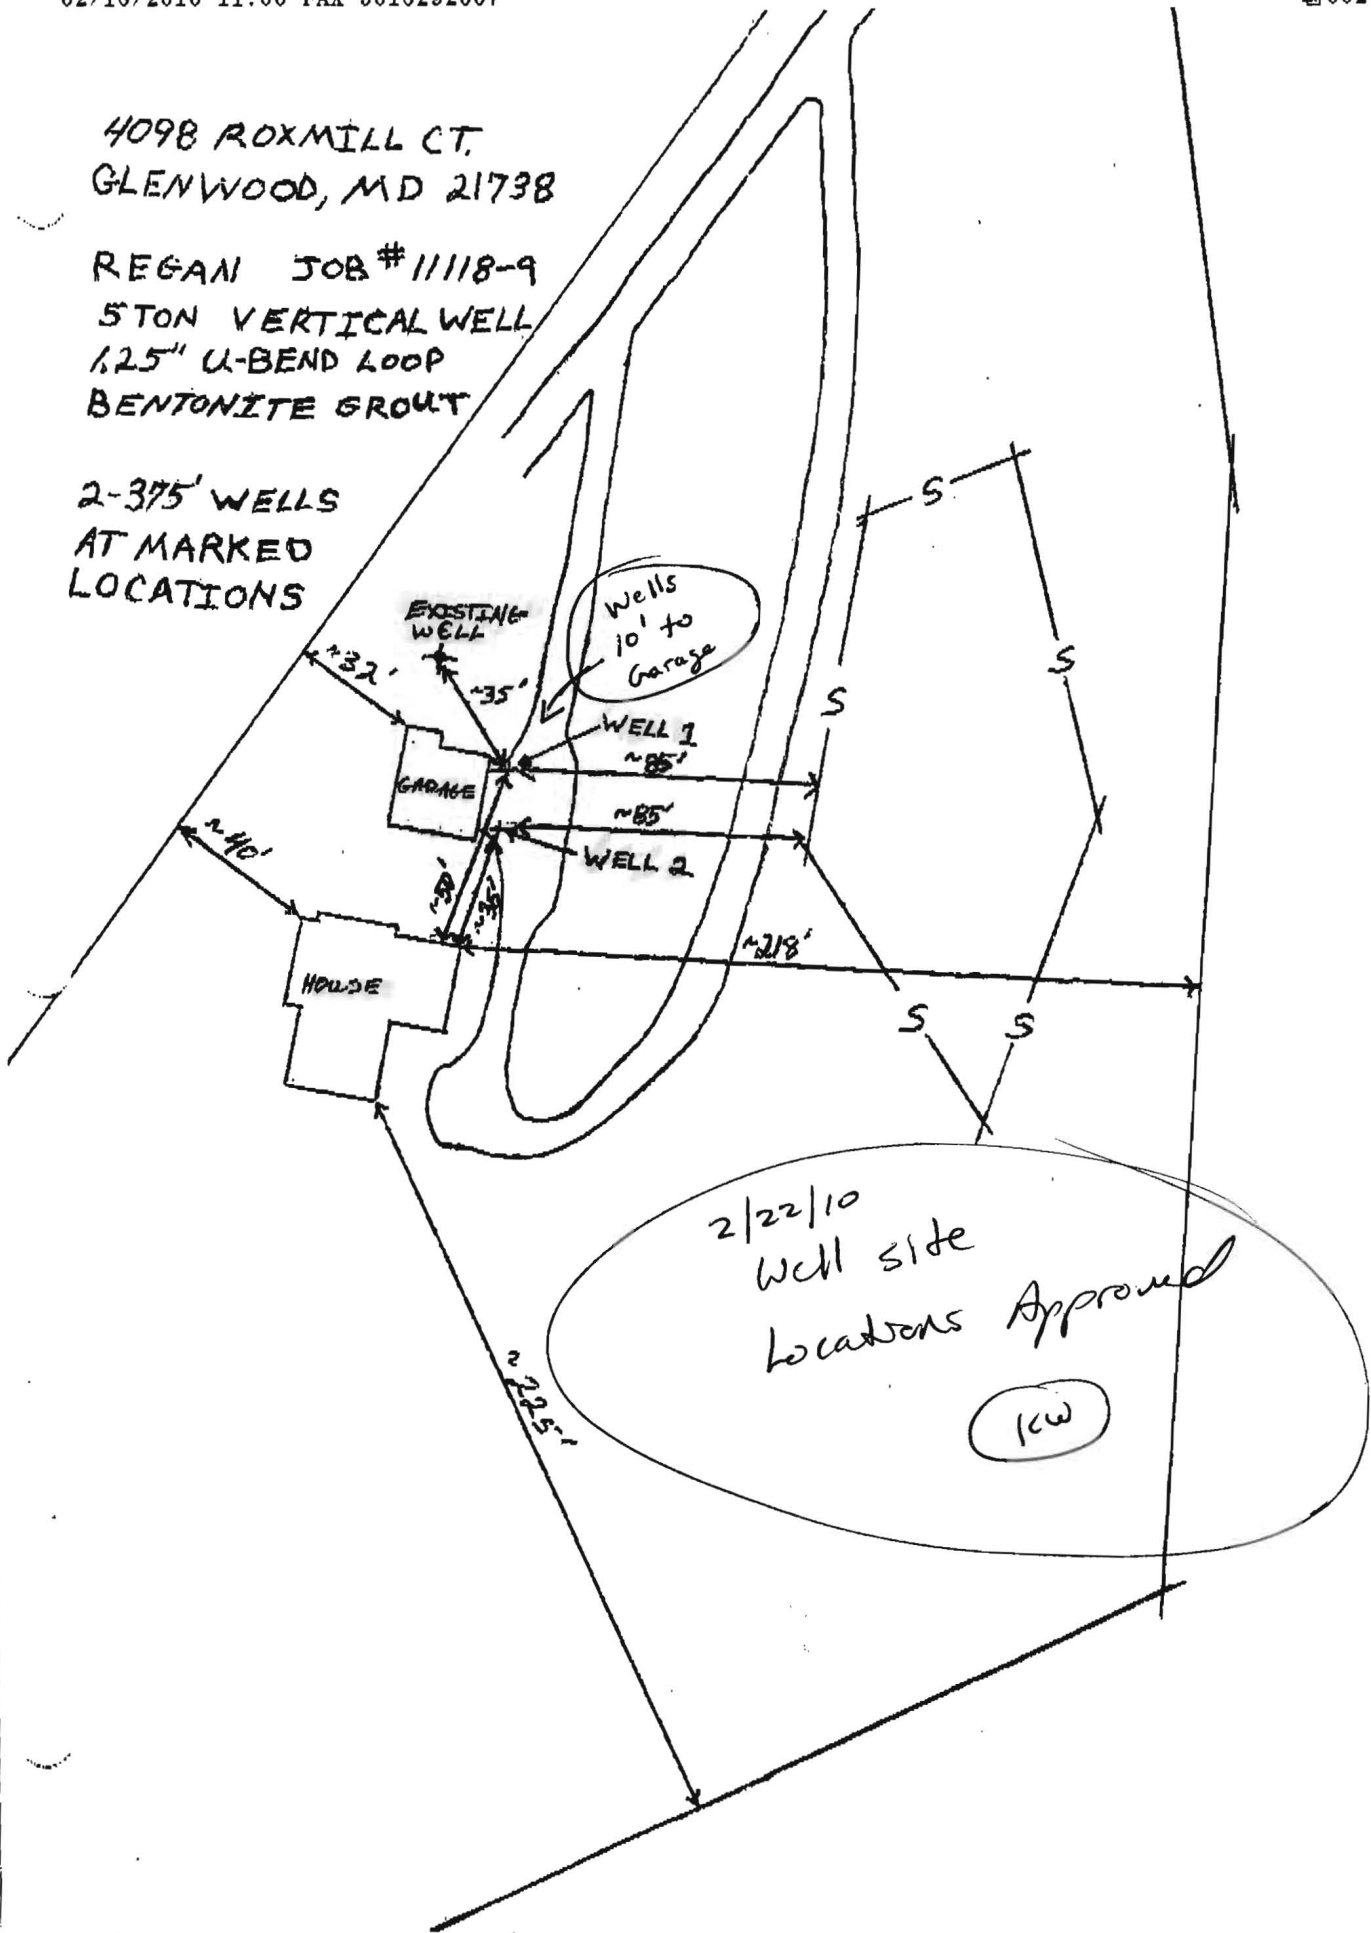 4098 ROXMILL CT.
GLENWOOD, MD 21738
REGAN JOB # 11118-9
5 TON VERTICAL WELL
1.25" U-BEND LOOP
BENTONITE GROUT
2-375' WELLS
AT MARKED
LOCATIONS
EXISTING
WELL
Wells
10' to
Garage
~32'
~35'
WELL 1
~85'
GARAGE
~85'
WELL 2
~40'
~50'
~35'
~218'
HOUSE
S
S
S
S
S
2/22/10
Well site
Locations Approved
KW
~225'